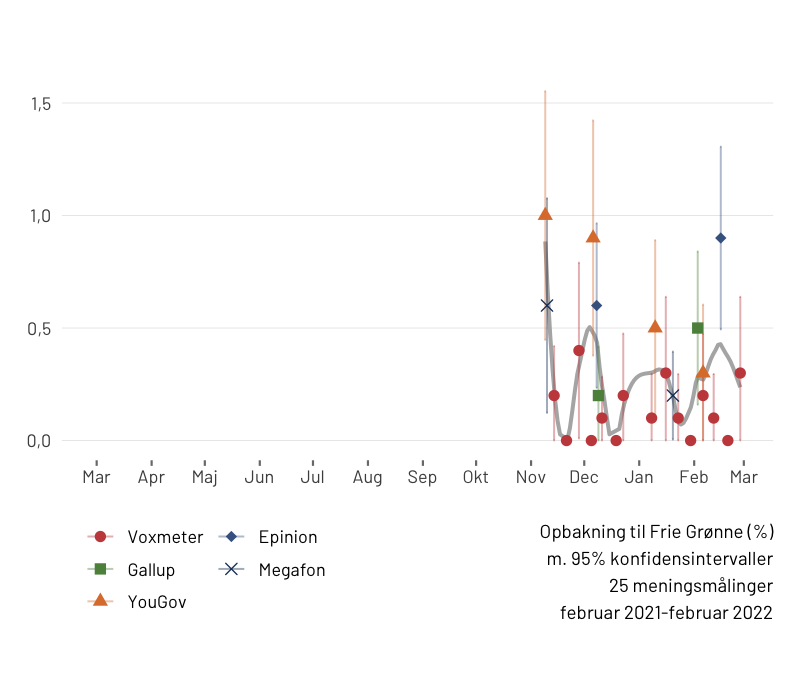 1,5
1,0
0,5
0,0
Mar Apr Maj Jun Jul Aug Sep Okt Nov Dec Jan Feb Mar
Voxmeter
Epinion
Gallup
Megafon
YouGov
Opbakning til Frie Grønne (%)
m. 95% konfidensintervaller
25 meningsmålinger
februar 2021-februar 2022